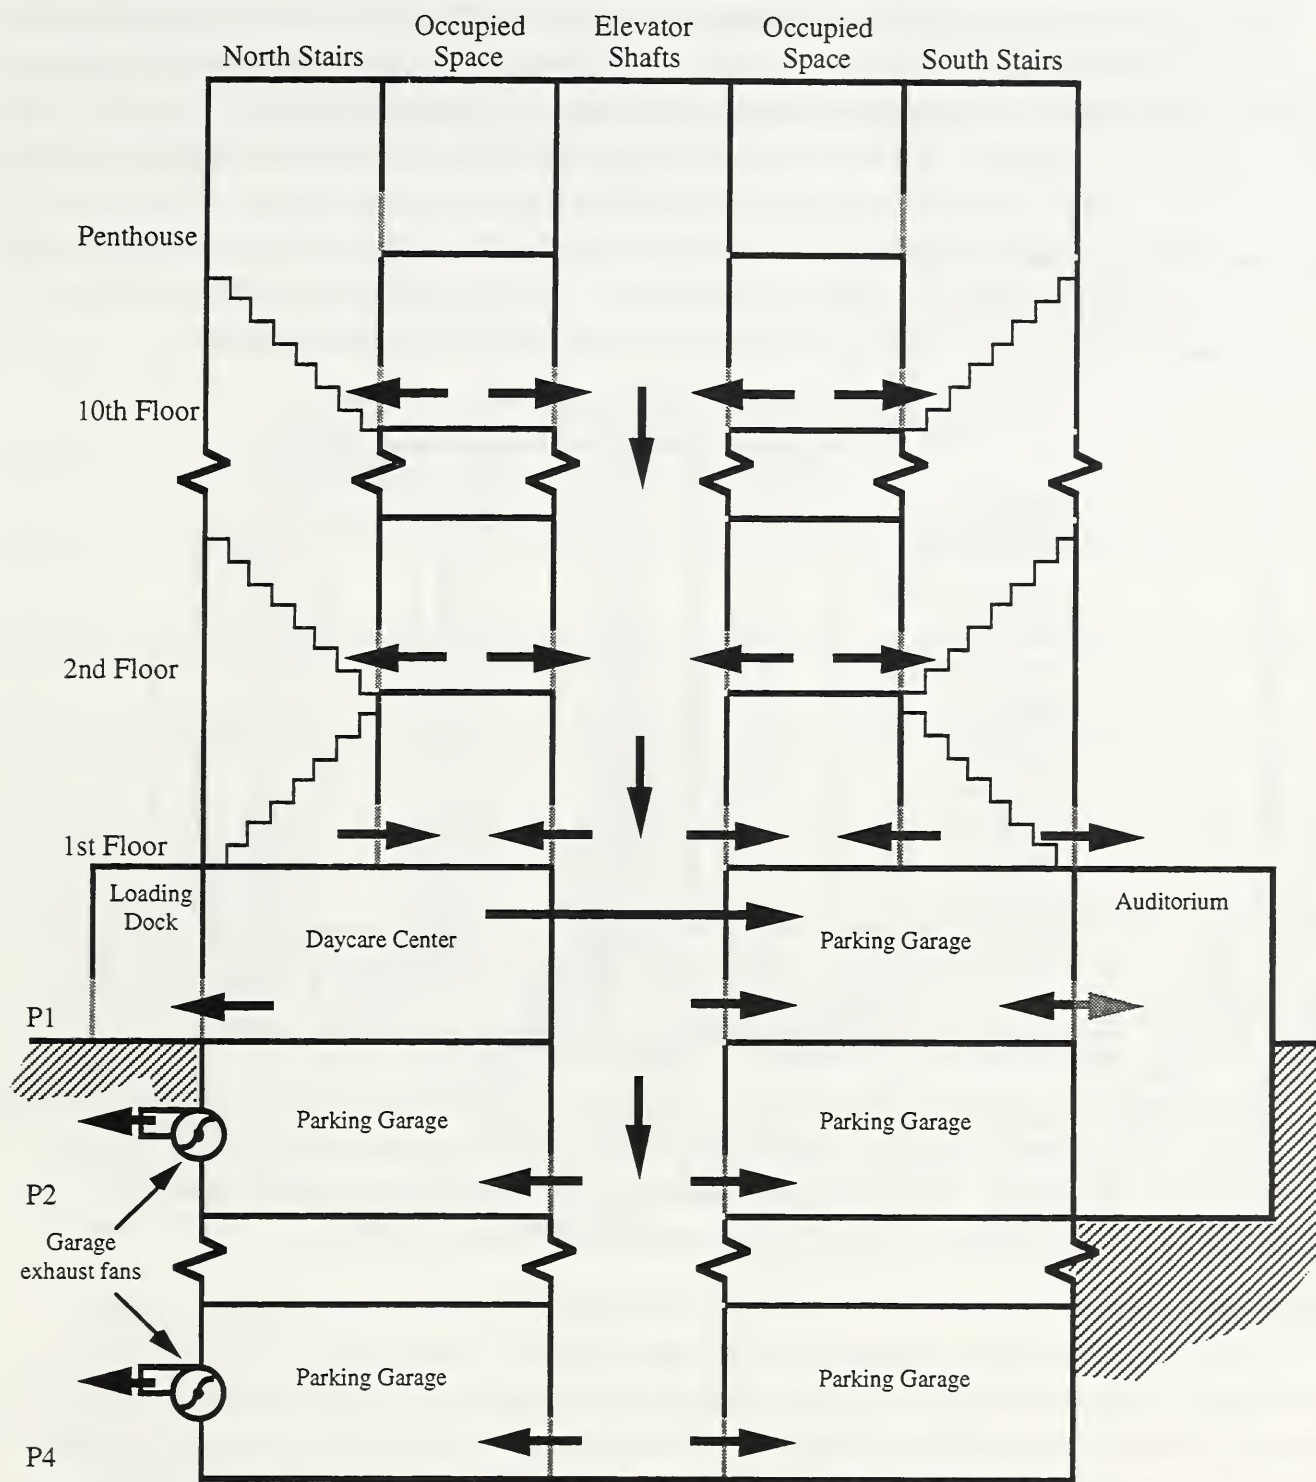 North Stairs
Occupied
Space
Elevator
Shafts
Occupied
Space
South Stairs
Penthouse
10th Floor
2nd Floor
1st Floor
Loading
Dock
Daycare Center
Parking Garage
Auditorium
P1
Parking Garage
Parking Garage
P2
Garage
exhaust fans
Parking Garage
Parking Garage
P4